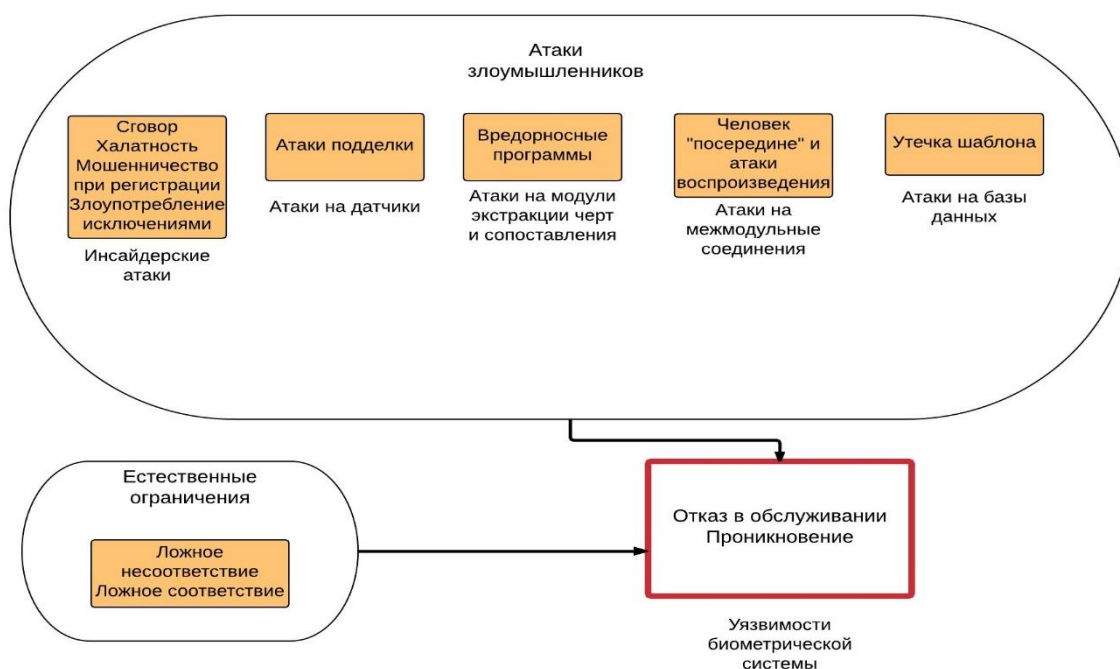 Атаки
злоумышленников
Сговор
Халатность
Мошенничество
при регистрации
Злоупотребление
исключениями
Инсайдерские
атаки
Атаки подделки
Атаки на датчики
Вредорносные
программы
Атаки на модули
экстракции черт
и сопоставления
Человек
"посередине" и
атаки
воспроизведения
Атаки на
межмодульные
соединения
Утечка шаблона
Атаки на базы
данных
Естественные
ограничения
Ложное
несоответствие
Ложное соответствие
Отказ в обслуживании
Проникновение
Уязвимости
биометрической
системы